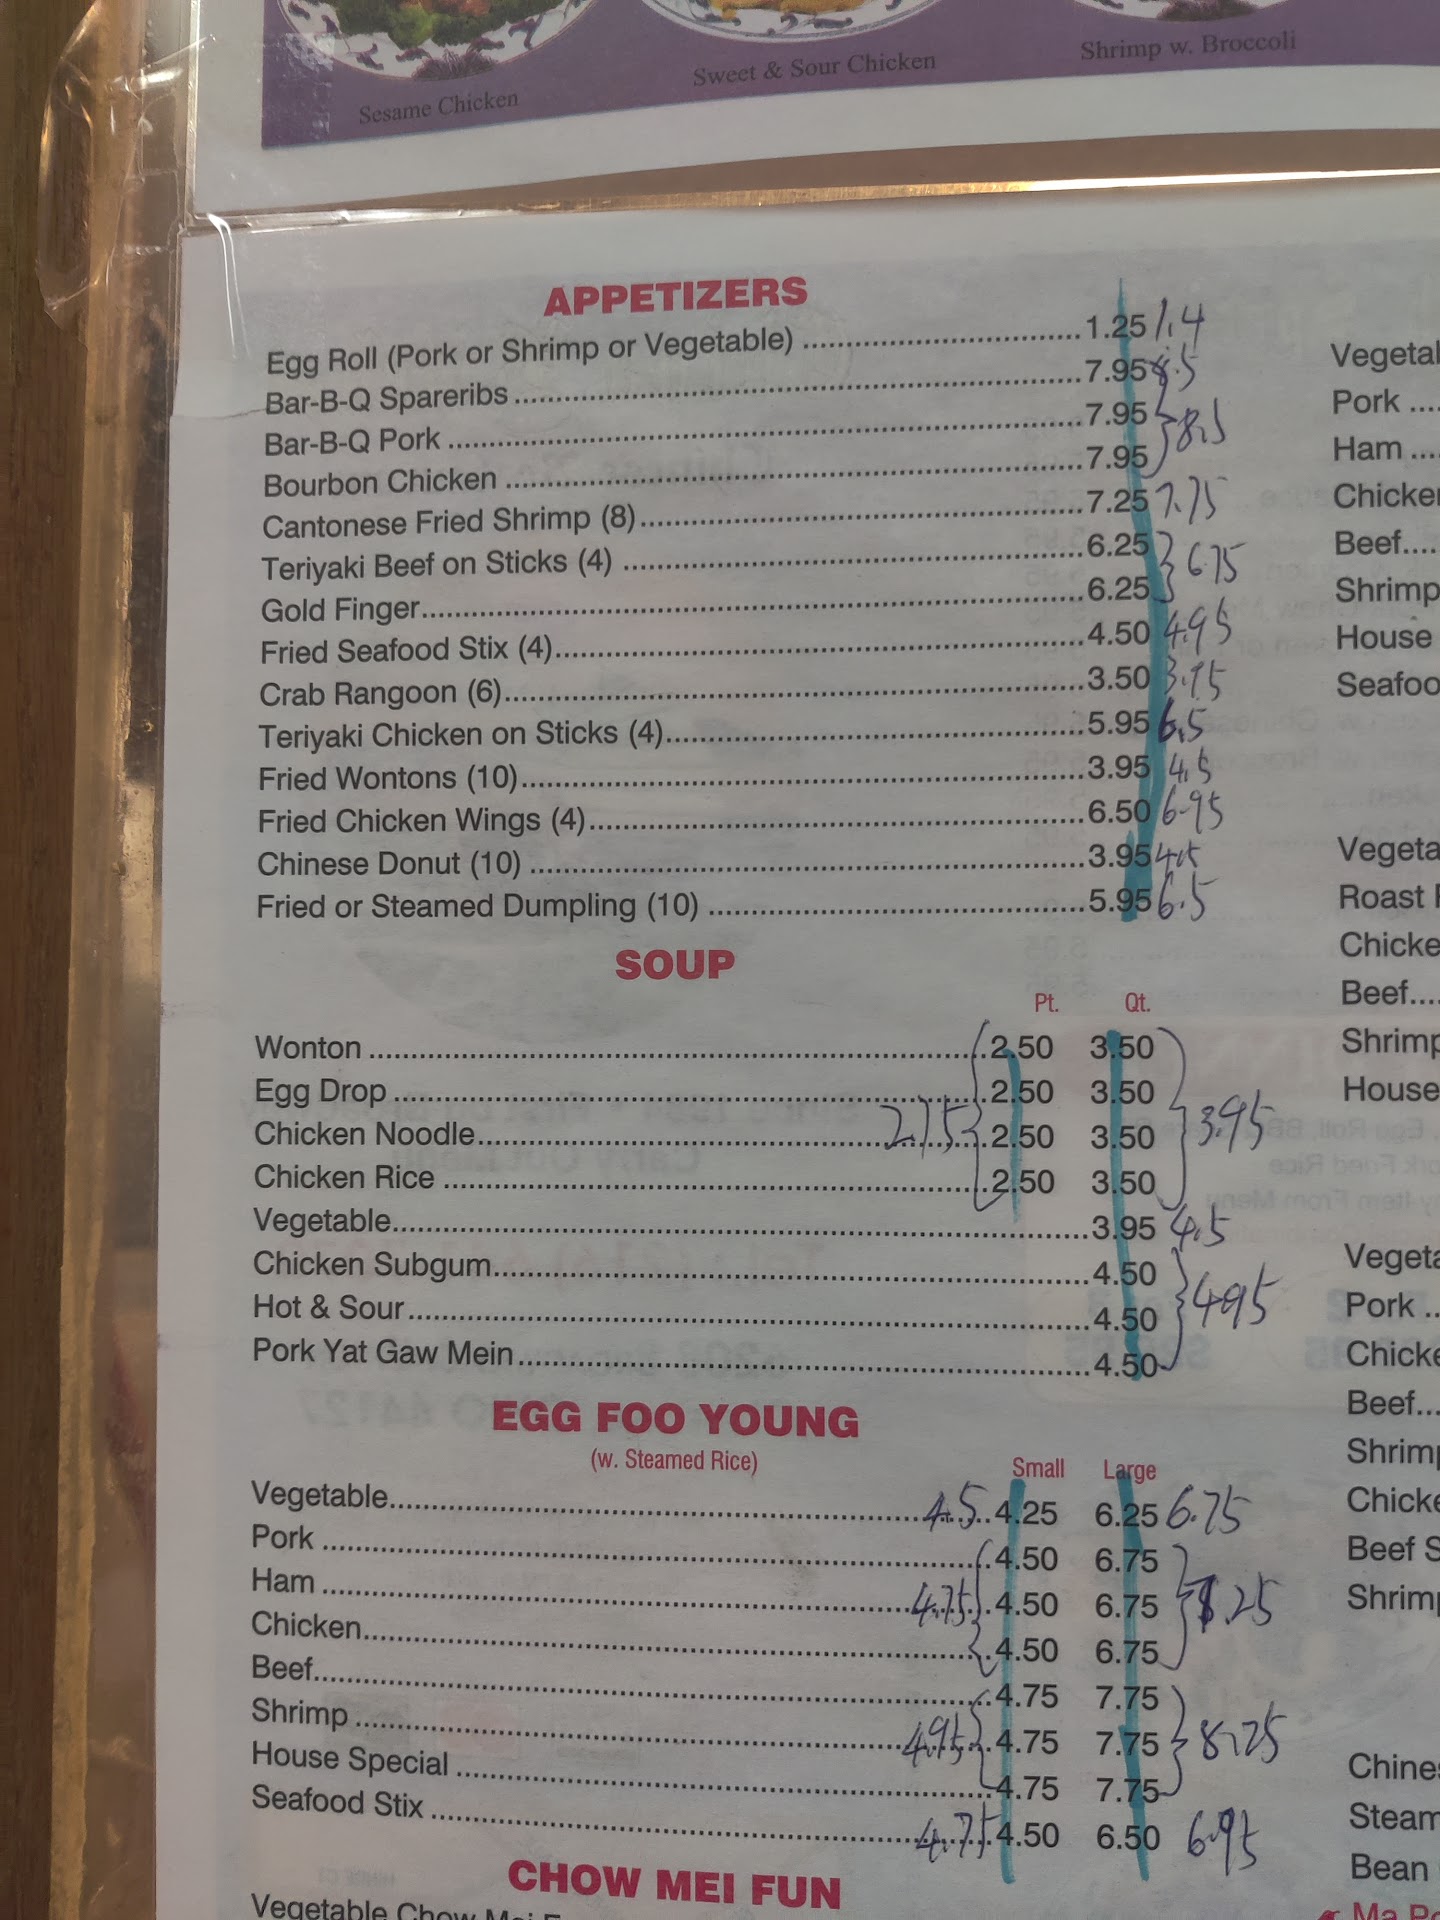 Sesame Chicken
Sweet & Sour Chicken
Shrimp w. Broccoli
APPETIZERS
Egg Roll (Pork or Shrimp or Vegetable) 1.25 1.4
Bar-B-Q Spareribs 7.95 8.5
Bar-B-Q Pork 7.95
Bourbon Chicken 7.95 8.5
Cantonese Fried Shrimp (8) 7.25 7.75
Teriyaki Beef on Sticks (4) 6.25
Gold Finger 6.25 6.75
Fried Seafood Stix (4) 4.50 4.95
Crab Rangoon (6) 3.50 3.95
Teriyaki Chicken on Sticks (4) 5.95 6.5
Fried Wontons (10) 3.95 4.5
Fried Chicken Wings (4) 6.50 6.95
Chinese Donut (10) 3.95 4.5
Fried or Steamed Dumpling (10) 5.95 6.5
SOUP
Pt. Qt.
Wonton 2.50 3.50
Egg Drop 2.50 3.50
Chicken Noodle 2.75 2.50 3.50 3.95
Chicken Rice 2.50 3.50
Vegetable 3.95 4.5
Chicken Subgum 4.50
Hot & Sour 4.50 4.95
Pork Yat Gaw Mein 4.50
EGG FOO YOUNG
(w. Steamed Rice) Small Large
Vegetable 4.5 4.25 6.25 6.75
Pork 4.50 6.75
Ham 4.75 4.50 6.75 .25
Chicken 4.50 6.75
Beef 4.75 7.75
Shrimp 4.95 4.75 7.75 8.25
House Special 4.75 7.75
Seafood Stix 4.75 4.50 6.50 6.95
CHOW MEI FUN
Vegetable Chow Mei
Pork
Ham
Beef
House
Roast
Beef
House
Pork
Beef
Bean